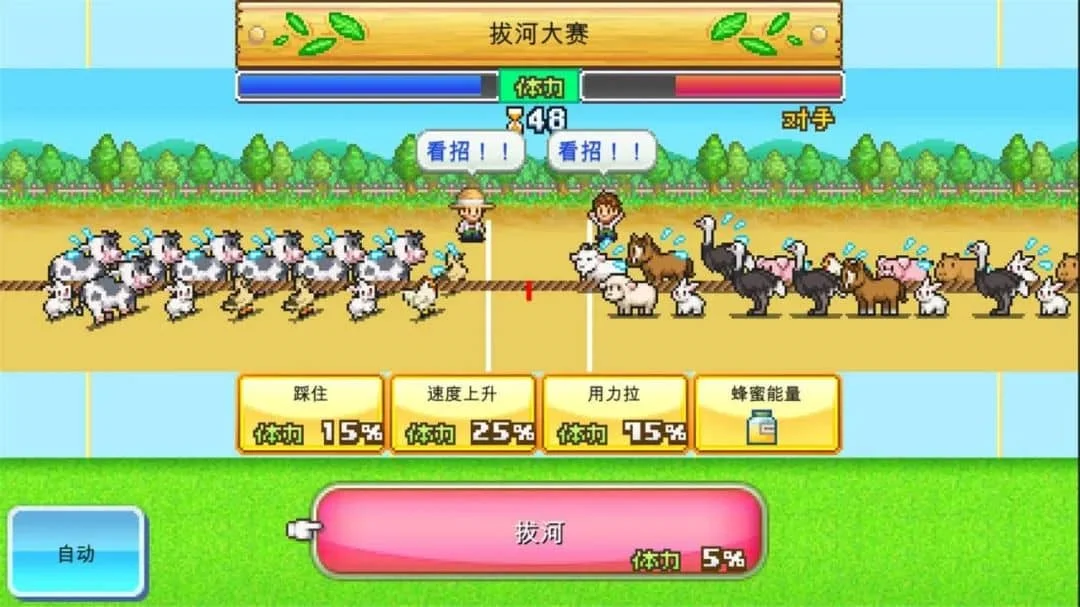 拔河大赛
体力
48
对手
看招！！
看招！！
踩住
体力 15%
速度上升
体力 25%
用力拉
体力 75%
蜂蜜能量
拔河
体力 5%
自动